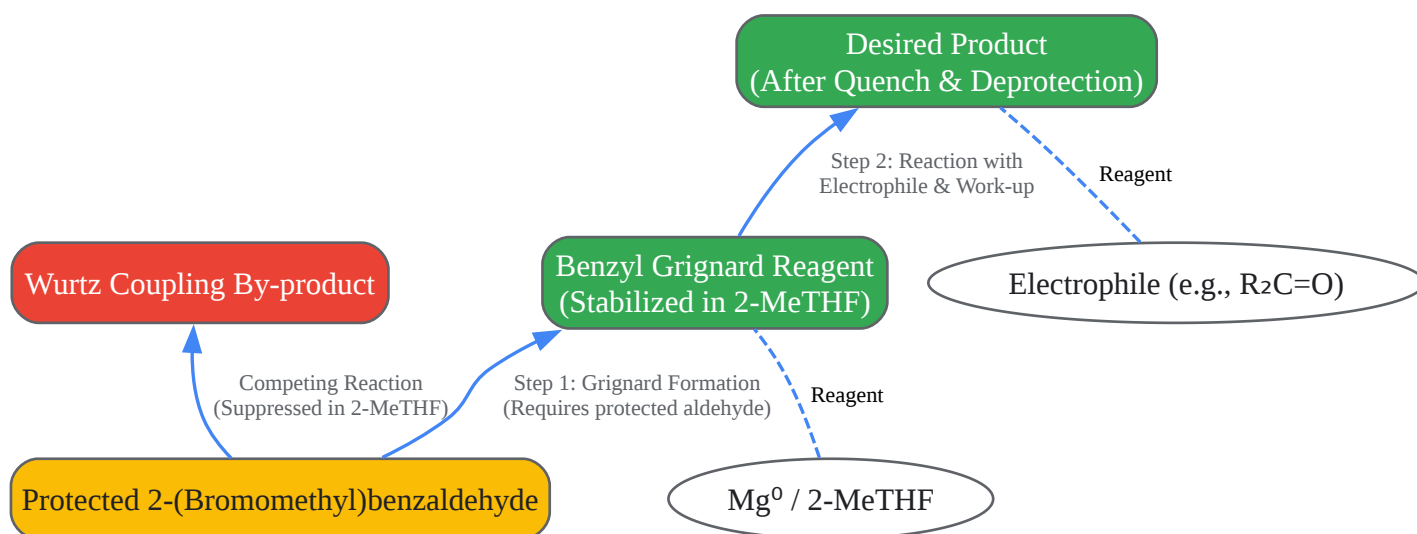 Desired Product
(After Quench & Deprotection)
Step 2: Reaction with
Electrophile & Work-up
Reagent
Wurtz Coupling By-product
Benzyl Grignard Reagent
(Stabilized in 2-MeTHF)
Electrophile (e.g., R₂C=O)
Competing Reaction
(Suppressed in 2-MeTHF)
Step 1: Grignard Formation
(Requires protected aldehyde)
Reagent
Protected 2-(Bromomethyl)benzaldehyde
Mg⁰ / 2-MeTHF